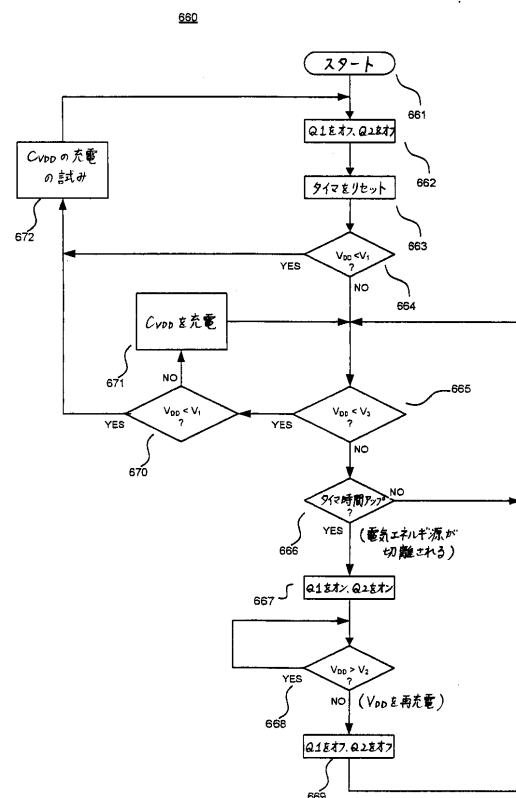 660
スタート
661
Q1をオフ、Q2をオフ
662
CVDDの充電
の試み
672
タイマをリセット
663
VDD<V1
?
YES
664
NO
CVDDを充電
671
NO
665
VDD<V1
?
YES
670
VDD<V3
?
YES
NO
タイマ時間アップ
?
NO
666
YES
(電気エネルギ源が
切離される)
667
Q1をオン、Q2をオン
VDD>V2
?
YES
668
NO
(VDDを再充電)
Q1をオフ、Q2をオフ
669